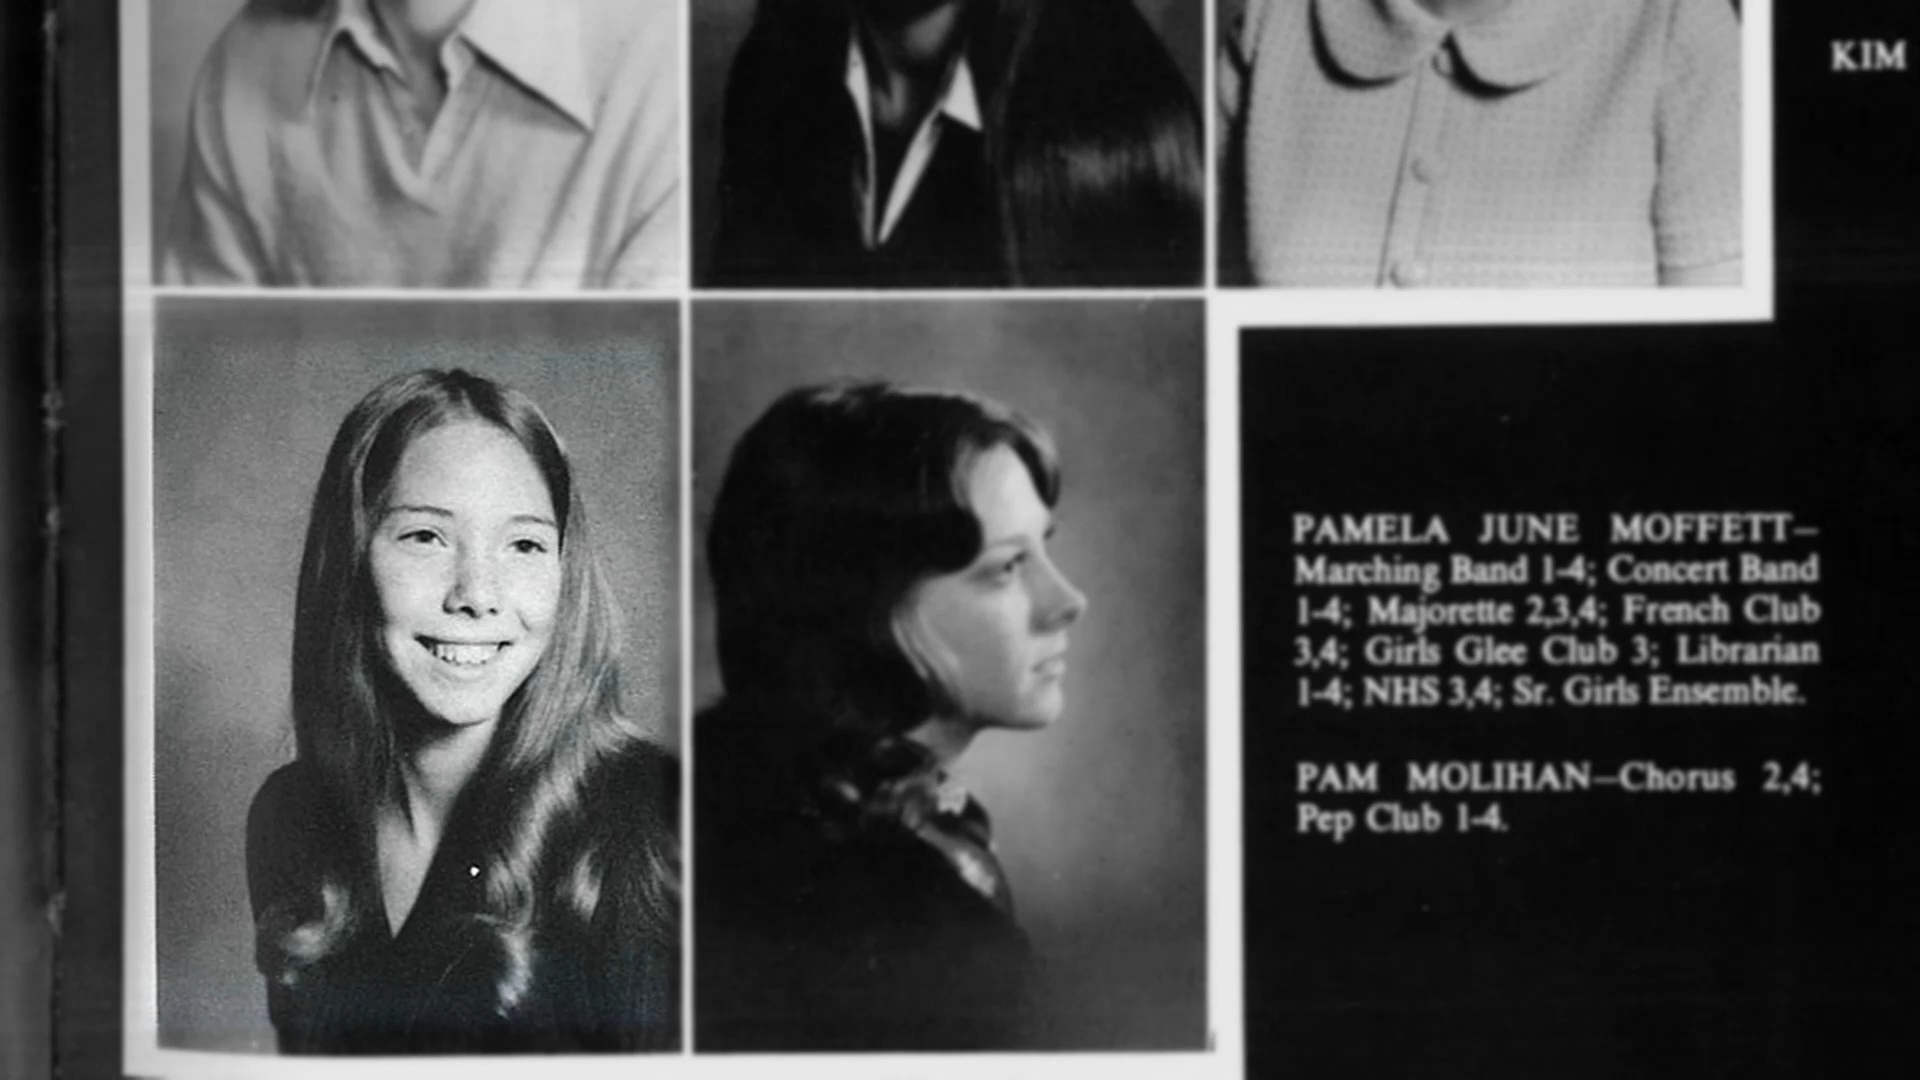 KIM
PAMELA JUNE MOFFETT—
Marching Band 1-4; Concert Band
1-4; Majorette 2,3,4; French Club
3,4; Girls Glee Club 3; Librarian
1-4; NHS 3,4; Sr. Girls Ensemble.
PAM MOLIHAN—Chorus 2,4;
Pep Club 1-4.